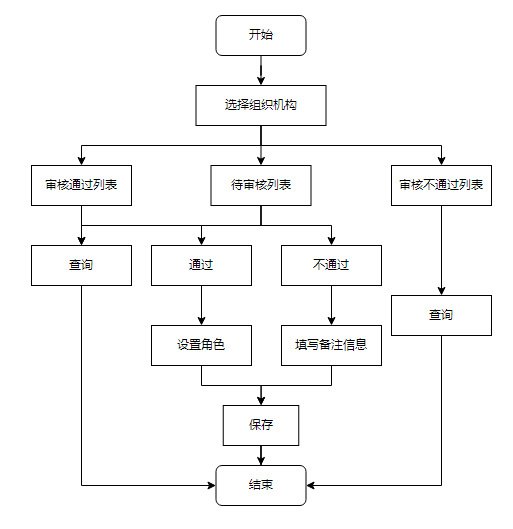 开始
选择组织机构
审核通过列表
待审核列表
审核不通过列表
查询
通过
不通过
查询
设置角色
填写备注信息
保存
结束